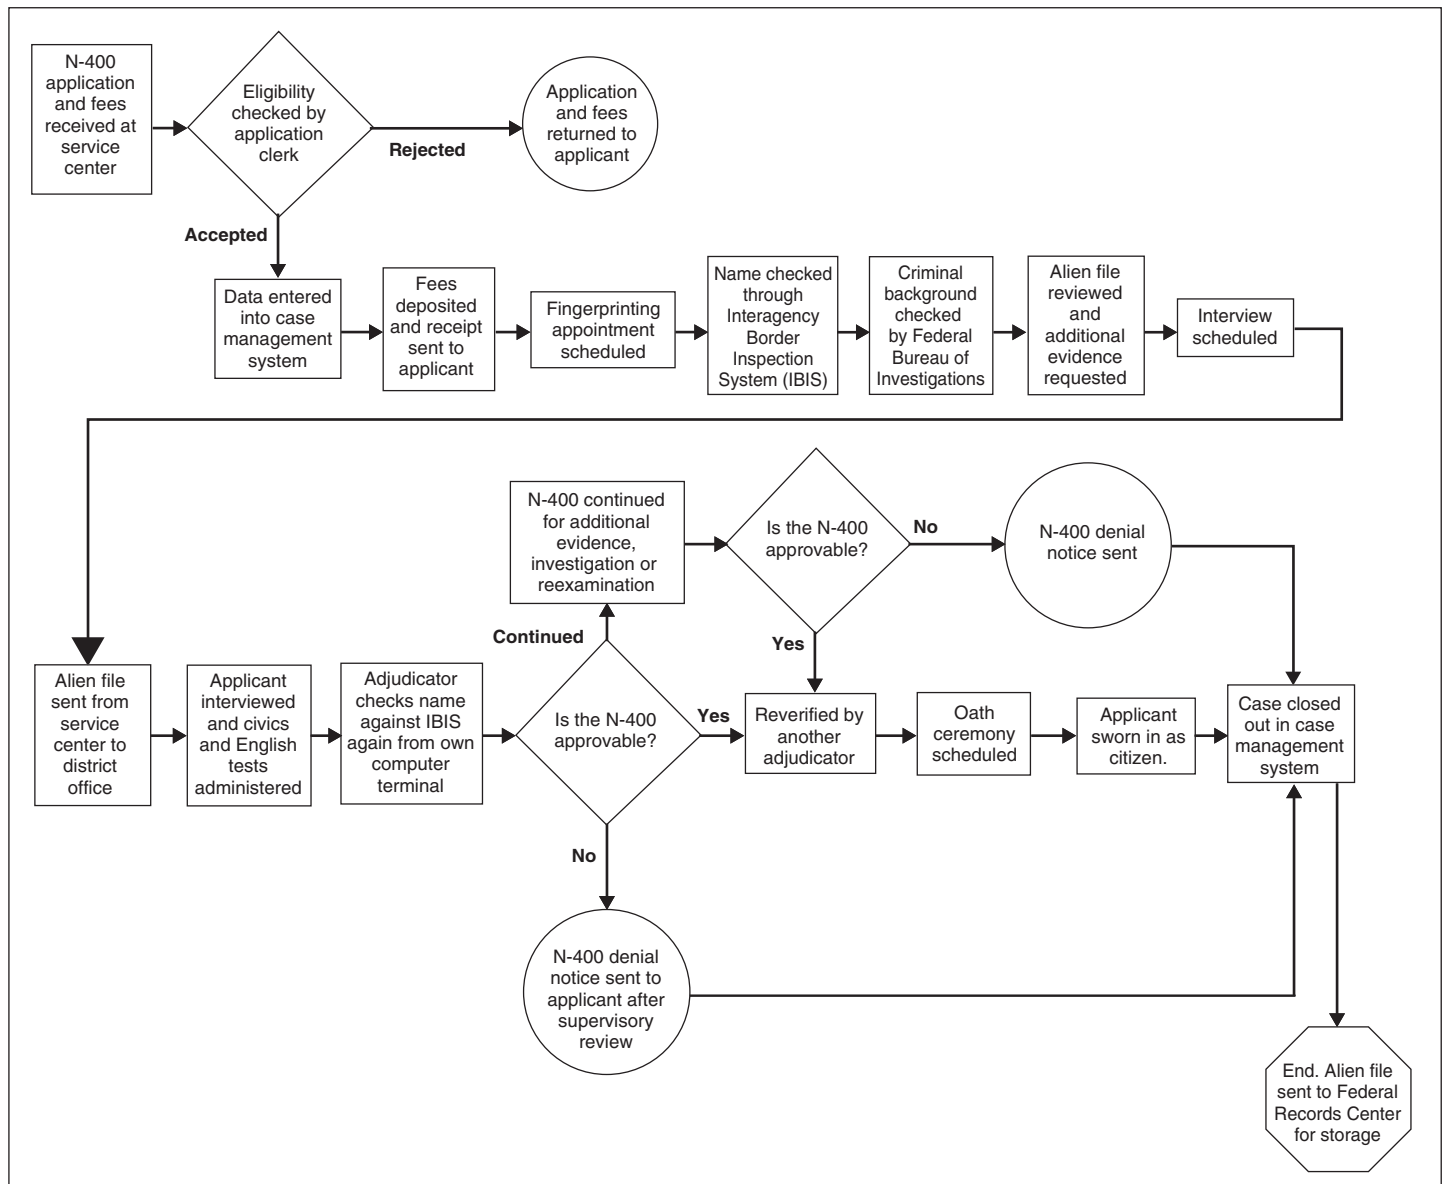 N-400
application
and fees
received at
service
center
Eligibility
checked by
application
clerk
Rejected
Application
and fees
returned to
applicant
Accepted
Data entered
into case
management
system
Fees
deposited
and receipt
sent to
applicant
Fingerprinting
appointment
scheduled
Name checked
through
Interagency
Border
Inspection
System (IBIS)
Criminal
background
checked
by Federal
Bureau of
Investigations
Alien file
reviewed
and
additional
evidence
requested
Interview
scheduled
N-400 continued
for additional
evidence,
investigation or
reexamination
Is the N-400
approvable?
No
N-400 denial
notice sent
Continued
Yes
Alien file
sent from
service
center to
district
office
Applicant
interviewed
and civics
and English
tests
administered
Adjudicator
checks name
against IBIS
again from own
computer
terminal
Is the N-400
approvable?
Yes
Reverified by
another
adjudicator
Oath
ceremony
scheduled
Applicant
sworn in as
citizen.
Case closed
out in case
management
system
No
N-400 denial
notice sent to
applicant after
supervisory
review
End. Alien file
sent to Federal
Records Center
for storage